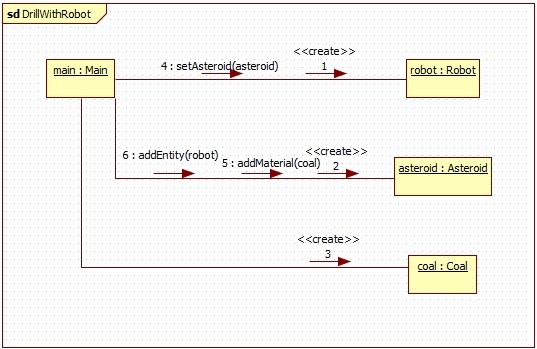 sd DrillWithRobot
<<create>>
main : Main
4 : setAsteroid(asteroid)
1
robot : Robot
<<create>>
6 : addEntity(robot)
5 : addMaterial(coal)
2
asteroid : Asteroid
<<create>>
3
coal : Coal